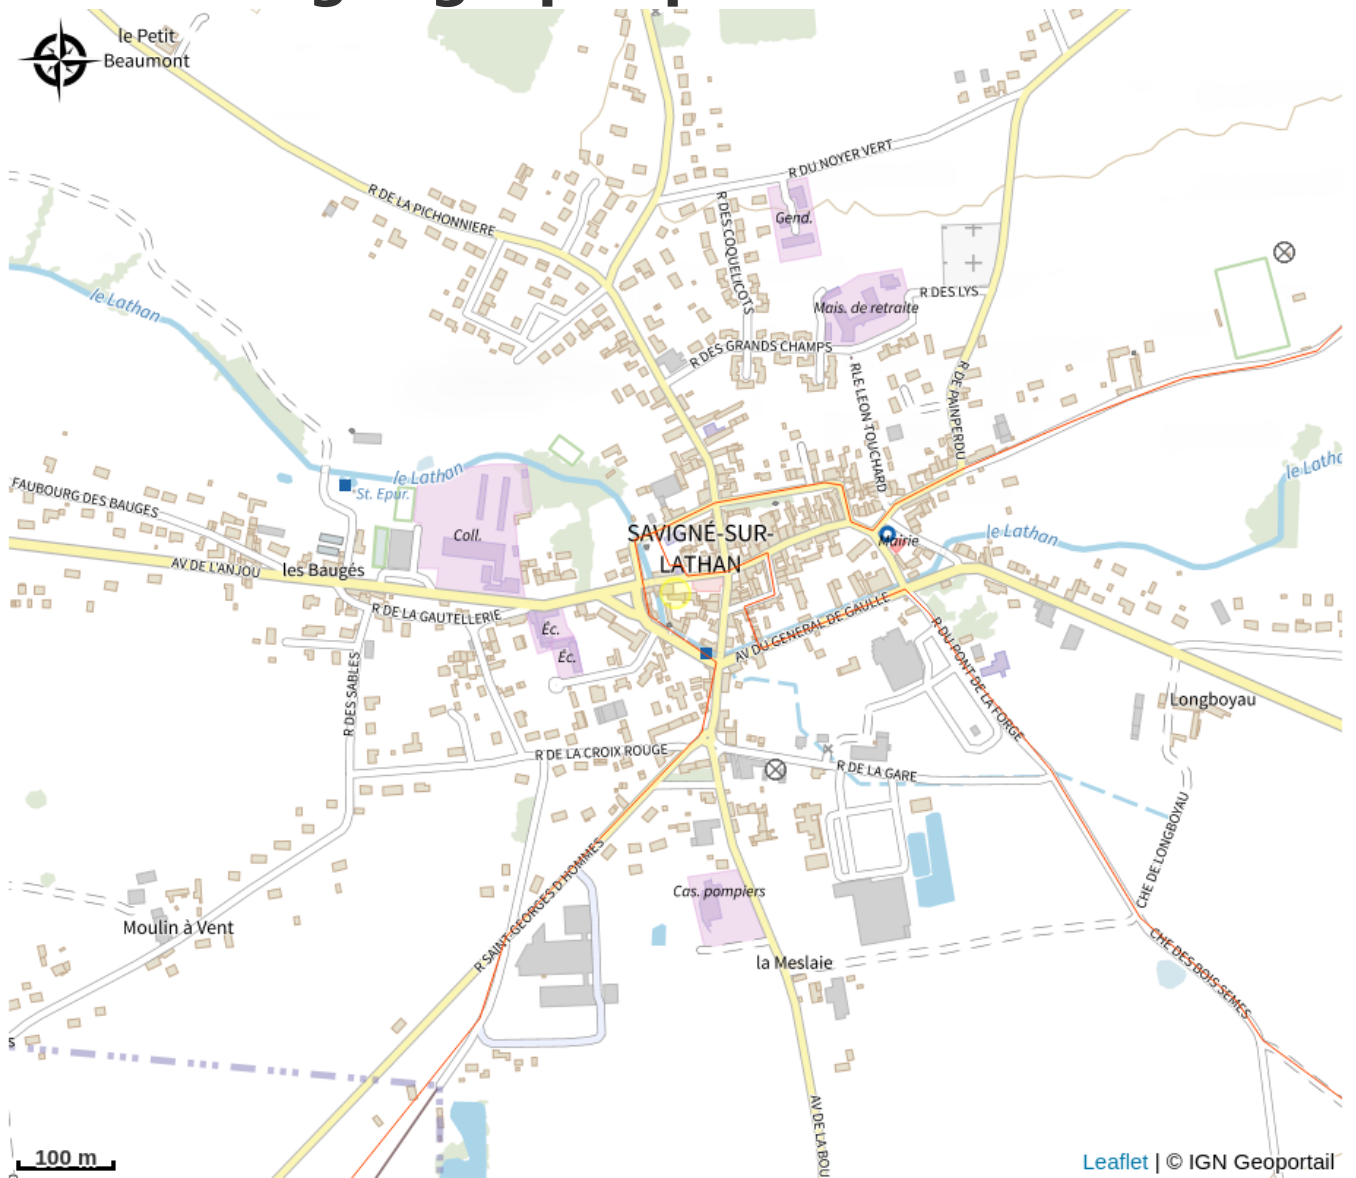 le Petit
Beaumont
R DU NOYER VERT
R DE LA PICHONNIERE
R DES COQUELICOTS
Gend.
le Lathan
R DES LYS
Mais. de retraite
R DES GRANDS CHAMPS
RLE LEON TOUCHARD
R DE PAINPERDU
le Lathan
le Latha
St. Epur.
FAUBOURG DES BAUGES
Coll.
SAVIGNÉ-SUR-
LATHAN
Mairie
le Lathan
AV DE L'ANJOU
les Baugés
R DE LA GAUTELLERIE
AV DU GENERAL DE GAULLE
Éc.
Éc.
R DU PONT DE LA FORGE
R DES SABLES
Longboyau
R DE LA CROIX ROUGE
R DE LA GARE
CHE DE LONGBOYAU
Cas. pompiers
R SAINT-GEORGES D HOMMES
Moulin à Vent
CHE DES BOIS SEMES
la Meslaie
s
AV DE LA BOU
100 m
Leaflet | © IGN Geoportail